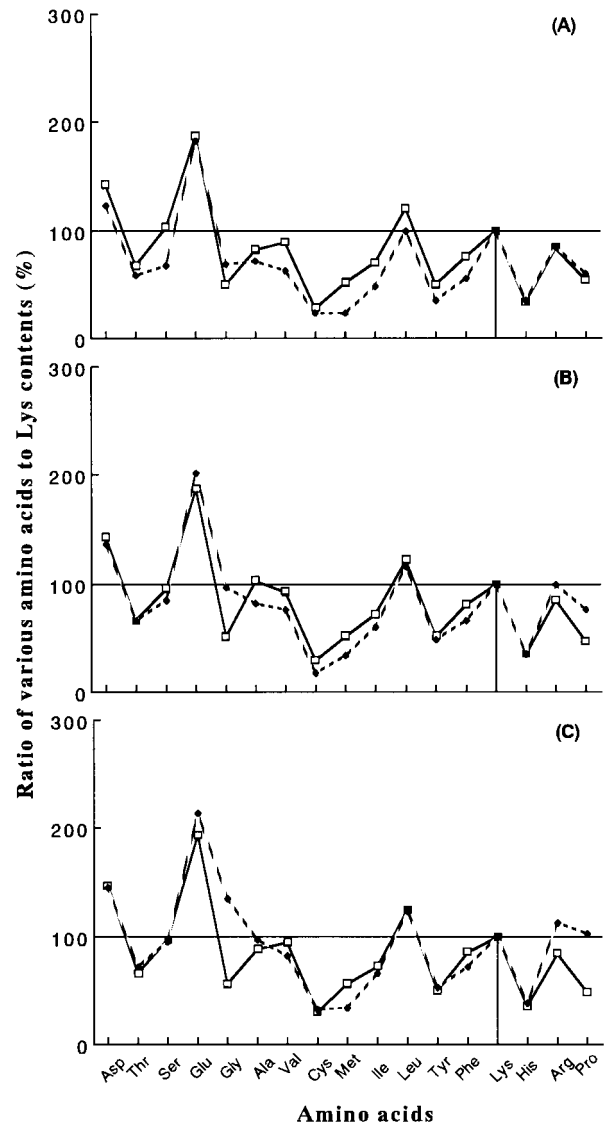 300
(A)
200
100
0
300
(B)
200
100
0
300
(C)
200
100
0
Ratio of various amino acids to Lys contents (%)
Asp Thr Ser Glu Gly Ala Val Cys Met Ile Leu Tyr Phe Lys His Arg Pro
Amino acids